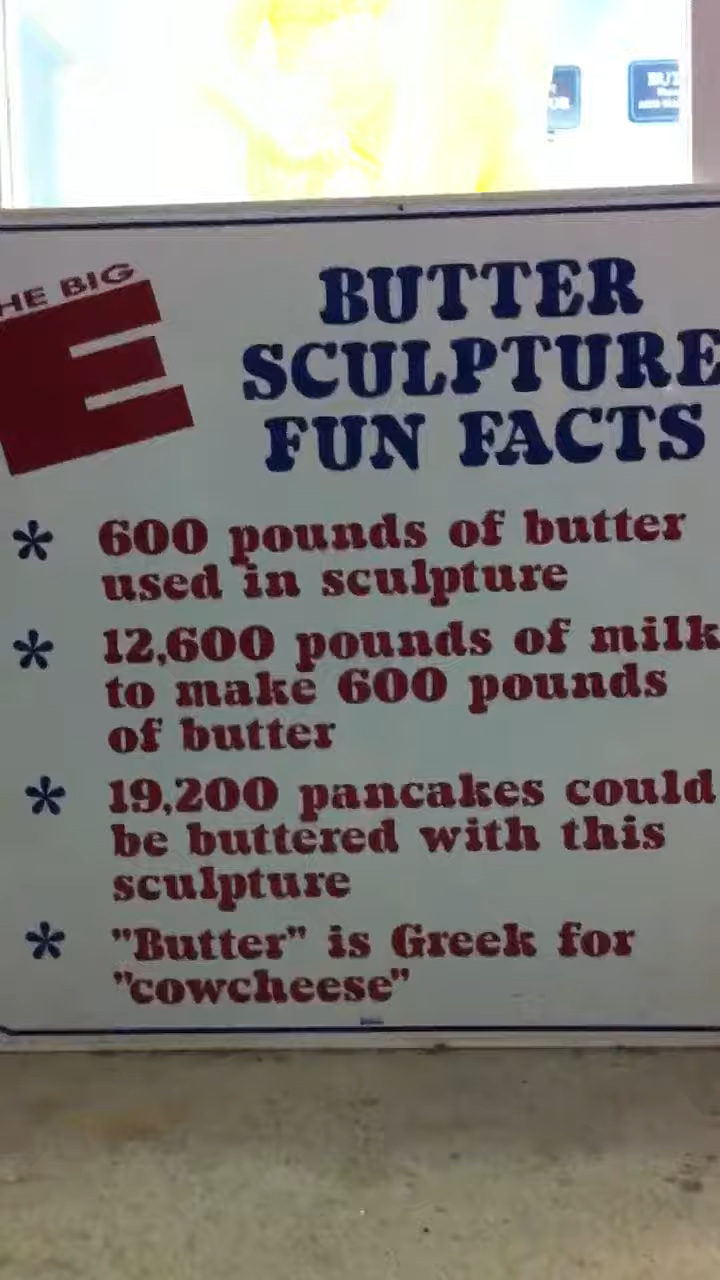 HE BIG
E
BUTTER
SCULPTURE
FUN FACTS
* 600 pounds of butter
used in sculpture
* 12,600 pounds of milk
to make 600 pounds
of butter
* 19,200 pancakes could
be buttered with this
sculpture
* "Butter" is Greek for
"cowcheese"